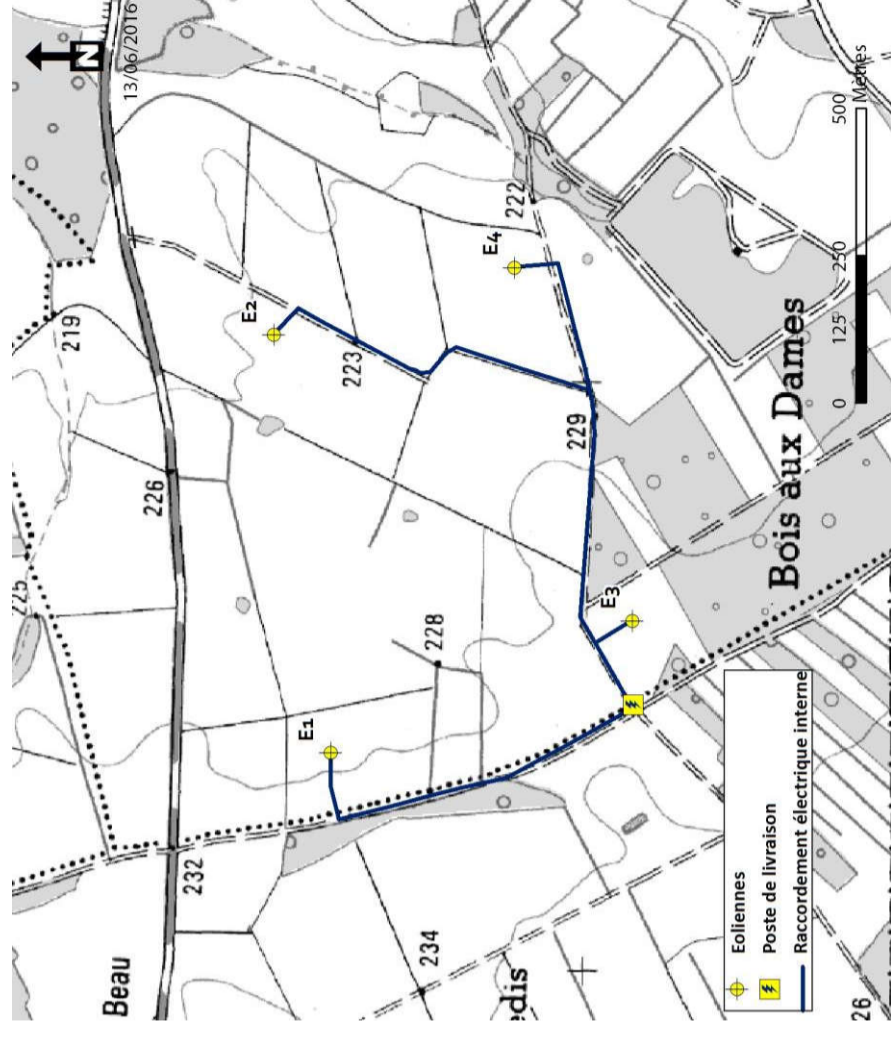 225
219
N
Beau
13/06/2016
226
232
E2
E1
223
234
228
E4
222
edis
229
E3
Eoliennes
Poste de livraison
Raccordement électrique interne
Bois aux Dames
0 125 250 500
Mètres
26